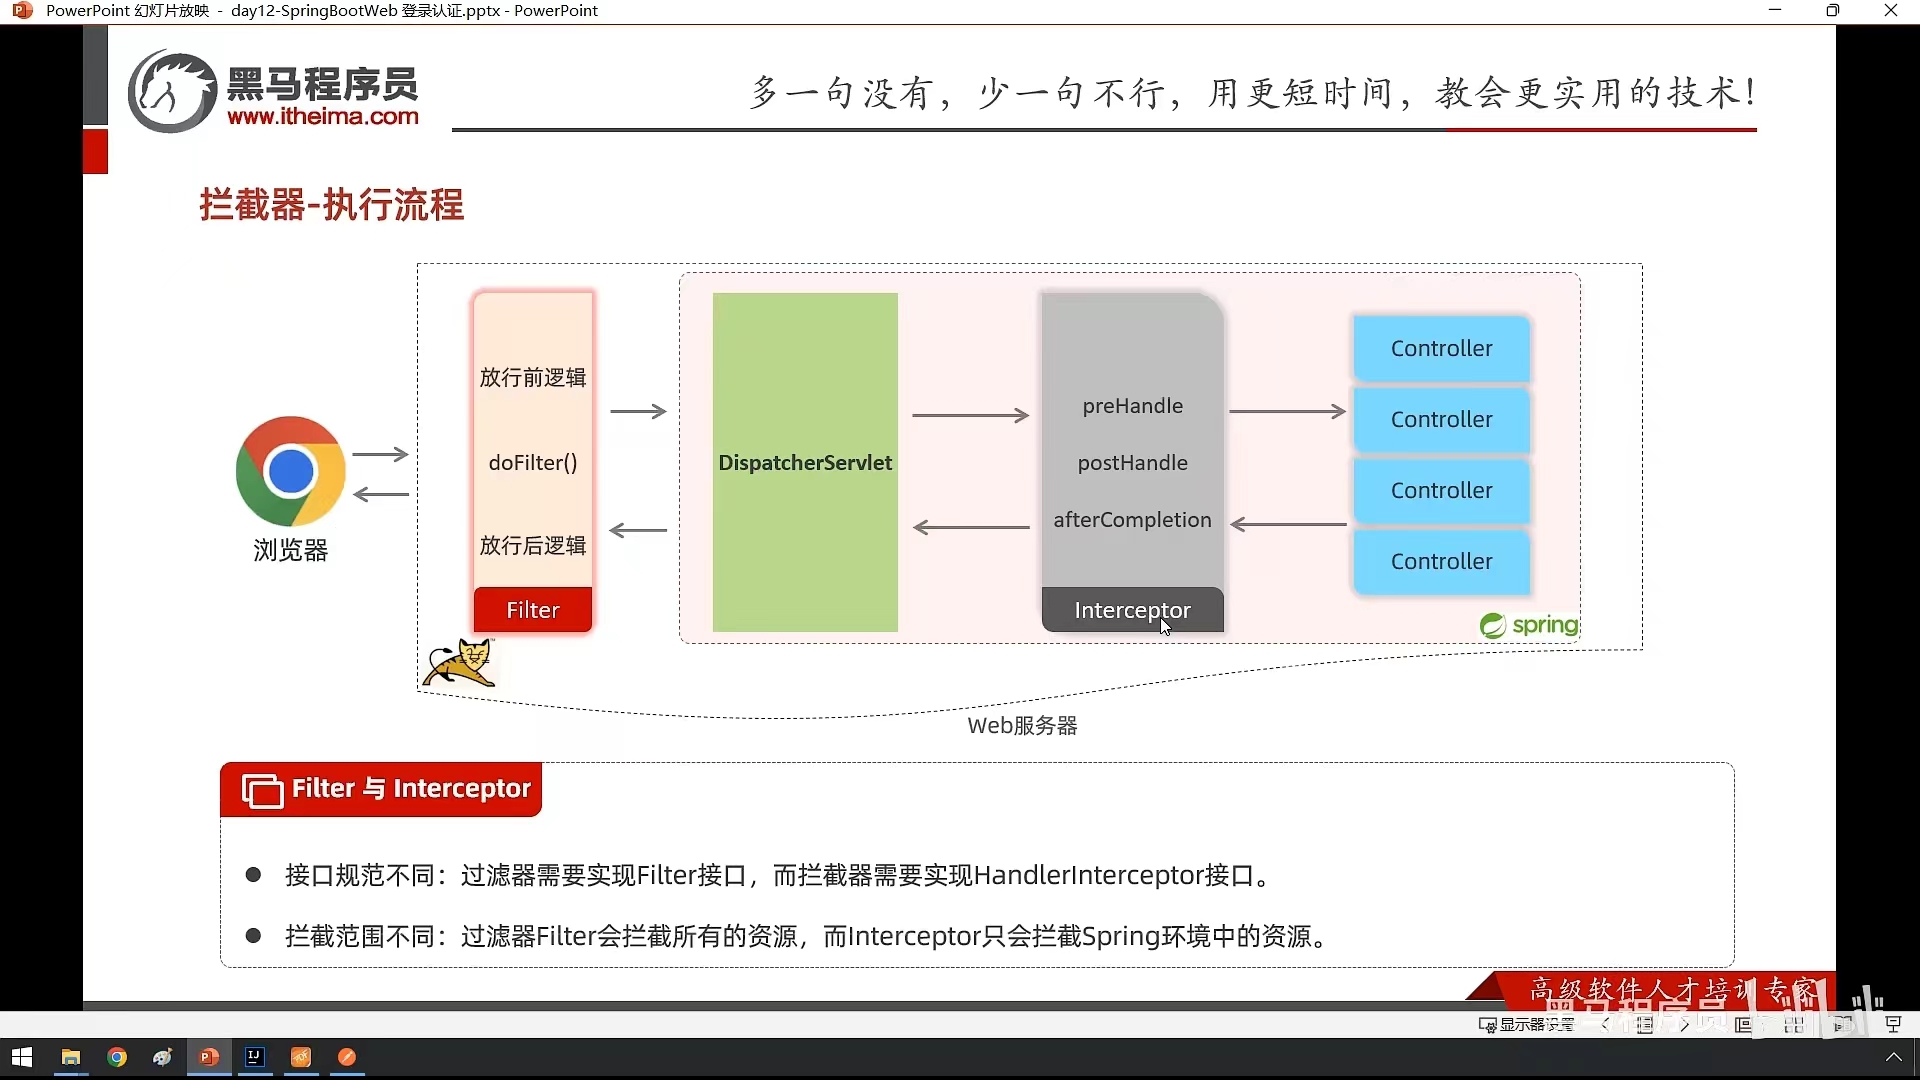 PowerPoint 幻灯片放映 - day12-SpringBootWeb 登录认证.pptx - PowerPoint
黑马程序员
www.itheima.com
多一句没有，少一句不行，用更短时间，教会更实用的技术！
拦截器-执行流程
浏览器
放行前逻辑
doFilter()
放行后逻辑
Filter
DispatcherServlet
preHandle
postHandle
afterCompletion
Interceptor
Controller
Controller
Controller
Controller
spring
Web服务器
Filter 与 Interceptor
接口规范不同：过滤器需要实现Filter接口，而拦截器需要实现HandlerInterceptor接口。
拦截范围不同：过滤器Filter会拦截所有的资源，而Interceptor只会拦截Spring环境中的资源。
高级软件人才培训专家
黑马程序员
显示器设置